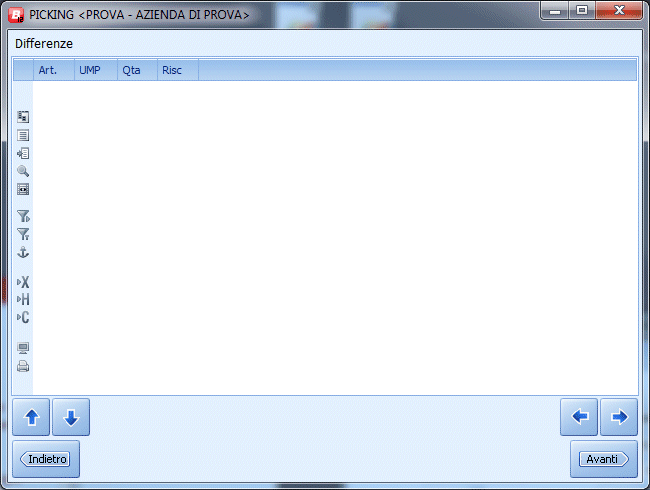 PICKING <PROVA - AZIENDA DI PROVA>
Differenze
Art. UMP Qta Risc
X
H
C
Indietro
Avanti